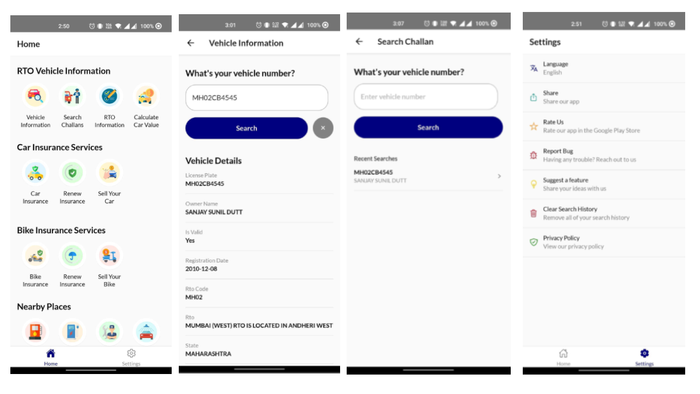 2:50
100%
Home
RTO Vehicle Information
Vehicle
Information
Search
Challans
RTO
Information
Calculate
Car Value
Car Insurance Services
Car
Insurance
Renew
Insurance
Sell Your
Car
Bike Insurance Services
Bike
Insurance
Renew
Insurance
Sell Your
Bike
Nearby Places
Home
Settings
3:01
100%
Vehicle Information
What's your vehicle number?
MH02CB4545
Search
×
Vehicle Details
License Plate
MH02CB4545
Owner Name
SANJAY SUNIL DUTT
Is Valid
Yes
Registration Date
2010-12-08
Rto Code
MH02
Rto
MUMBAI (WEST) RTO IS LOCATED IN ANDHERI WEST
State
MAHARASHTRA
3:07
100%
Search Challan
What's your vehicle number?
Enter vehicle number
Search
Recent Searches
MH02CB4545
SANJAY SUNIL DUTT
2:51
100%
Settings
Language
English
Share
Share our app
Rate Us
Rate our app in the Google Play Store
Report Bug
Having any trouble? Reach out to us
Suggest a feature
Share your ideas with us
Clear Search History
Remove all of your search history
Privacy Policy
View our privacy policy
Home
Settings